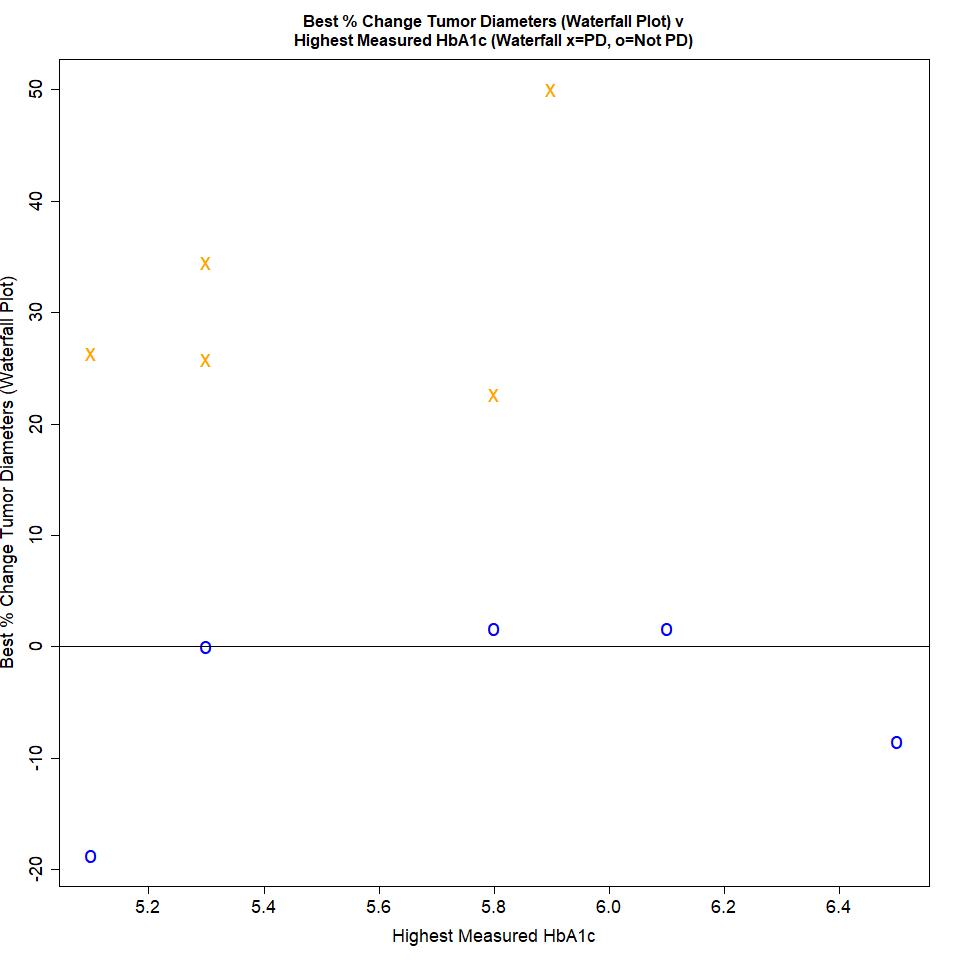 Best % Change Tumor Diameters (Waterfall Plot) v
Highest Measured HbA1c (Waterfall x=PD, o=Not PD)
Best % Change Tumor Diameters (Waterfall Plot)
50
40
30
20
10
0
-10
-20
X
X
X
X
X
O
O
O
O
O
5.2
5.4
5.6
5.8
6.0
6.2
6.4
Highest Measured HbA1c